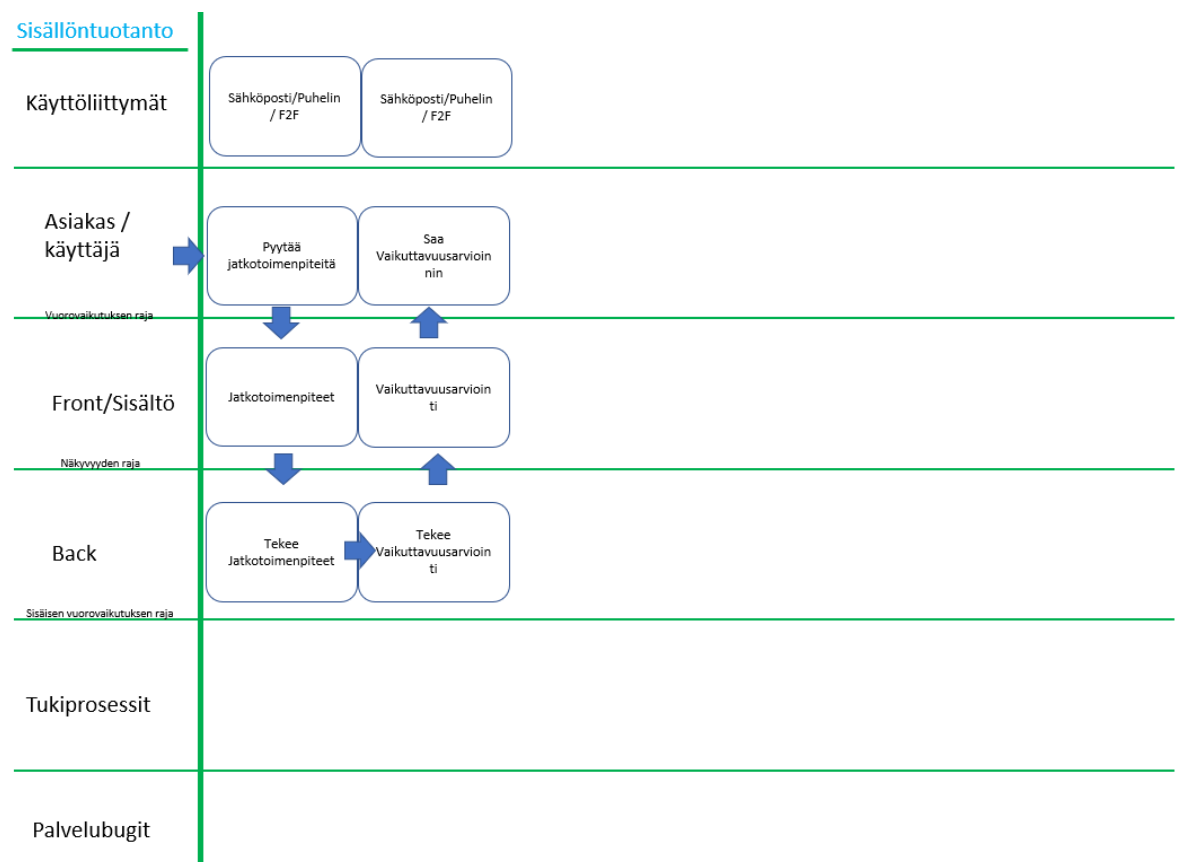 Sisällöntuotanto
Käyttöliittymät
Sähköposti/Puhelin
/ F2F
Sähköposti/Puhelin
/ F2F
Asiakas /
käyttäjä
Pyytää
jatkotoimenpiteitä
Saa
Vaikuttavuusarvioin
nin
Vuorovaikutuksen raja
Front/Sisältö
Jatkotoimenpiteet
Vaikuttavuusarvioin
ti
Näkyvyyden raja
Back
Tekee
Jatkotoimenpiteet
Tekee
Vaikuttavuusarvioin
ti
Sisäisen vuorovaikutuksen raja
Tukiprosessit
Palvelubugit